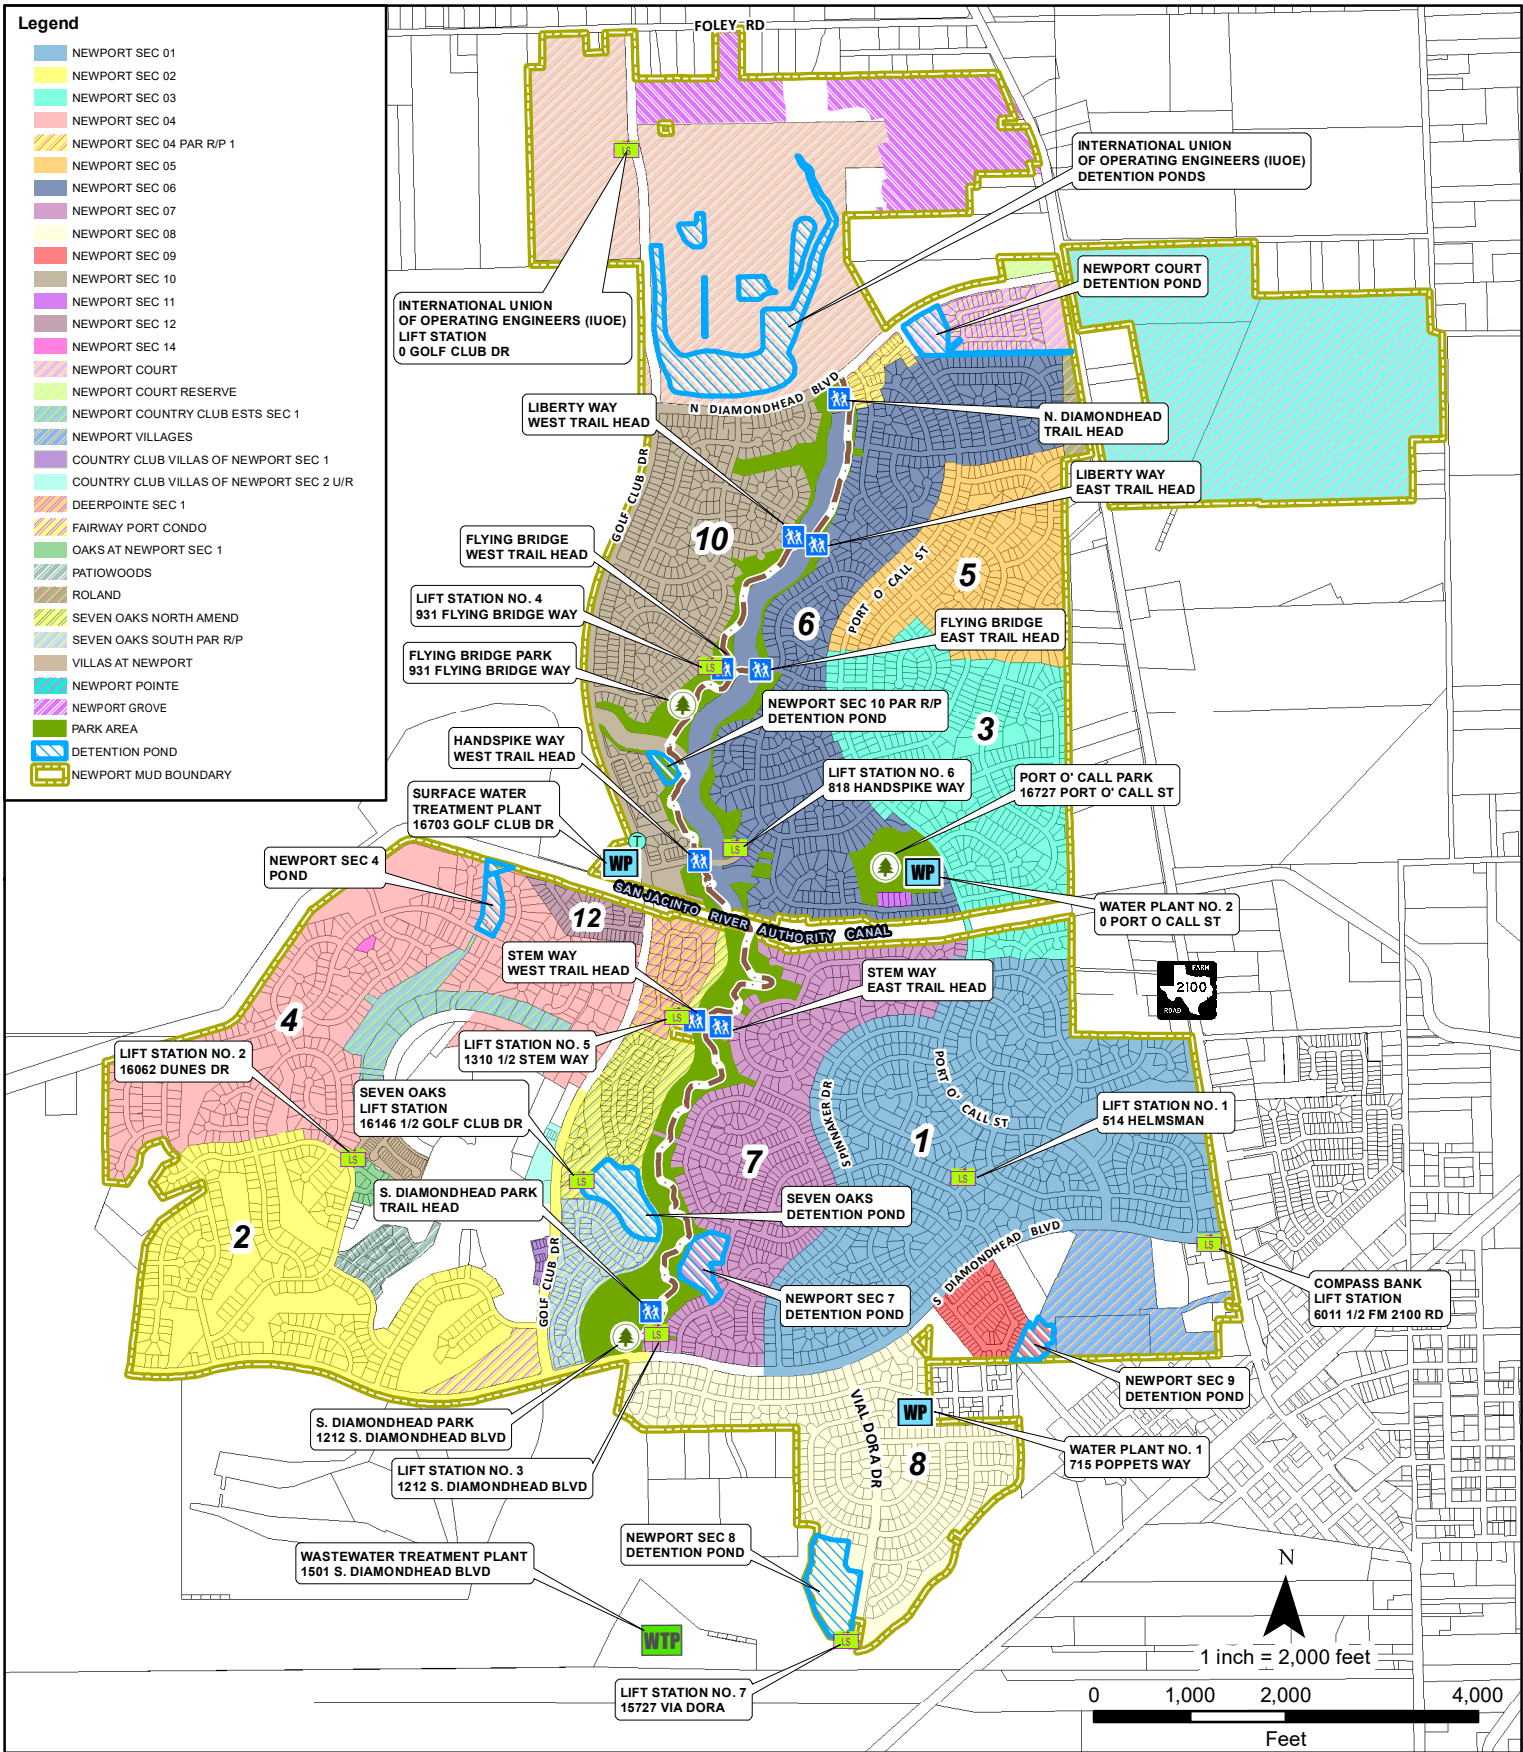 Legend
NEWPORT SEC 01
NEWPORT SEC 02
NEWPORT SEC 03
NEWPORT SEC 04
NEWPORT SEC 04 PAR R/P 1
NEWPORT SEC 05
NEWPORT SEC 06
NEWPORT SEC 07
NEWPORT SEC 08
NEWPORT SEC 09
NEWPORT SEC 10
NEWPORT SEC 11
NEWPORT SEC 12
NEWPORT SEC 14
NEWPORT COURT
NEWPORT COURT RESERVE
NEWPORT COUNTRY CLUB ESTS SEC 1
NEWPORT VILLAGES
COUNTRY CLUB VILLAS OF NEWPORT SEC 1
COUNTRY CLUB VILLAS OF NEWPORT SEC 2 U/R
DEERPOINTE SEC 1
FAIRWAY PORT CONDO
OAKS AT NEWPORT SEC 1
PATIOWOODS
ROLAND
SEVEN OAKS NORTH AMEND
SEVEN OAKS SOUTH PAR R/P
VILLAS AT NEWPORT
NEWPORT POINTE
NEWPORT GROVE
PARK AREA
DETENTION POND
NEWPORT MUD BOUNDARY
FOLEY RD
LS
INTERNATIONAL UNION
OF OPERATING ENGINEERS (IUOE)
DETENTION PONDS
NEWPORT COURT
DETENTION POND
INTERNATIONAL UNION
OF OPERATING ENGINEERS (IUOE)
LIFT STATION
0 GOLF CLUB DR
N DIAMONDHEAD BLVD
LIBERTY WAY
WEST TRAIL HEAD
N. DIAMONDHEAD
TRAIL HEAD
GOLF CLUB DR
LIBERTY WAY
EAST TRAIL HEAD
10
FLYING BRIDGE
WEST TRAIL HEAD
5
PORT O CALL ST
LIFT STATION NO. 4
931 FLYING BRIDGE WAY
6
FLYING BRIDGE
EAST TRAIL HEAD
FLYING BRIDGE PARK
931 FLYING BRIDGE WAY
LS
NEWPORT SEC 10 PAR R/P
DETENTION POND
3
HANDSPIKE WAY
WEST TRAIL HEAD
LIFT STATION NO. 6
818 HANDSPIKE WAY
PORT O' CALL PARK
16727 PORT O' CALL ST
SURFACE WATER
TREATMENT PLANT
16703 GOLF CLUB DR
T
LS
WP
WP
NEWPORT SEC 4
POND
SAN JACINTO RIVER AUTHORITY CANAL
WATER PLANT NO. 2
0 PORT O CALL ST
12
STEM WAY
WEST TRAIL HEAD
STEM WAY
EAST TRAIL HEAD
FARM
2100
ROAD
4
LS
LIFT STATION NO. 5
1310 1/2 STEM WAY
LIFT STATION NO. 2
16062 DUNES DR
PORT O' CALL ST
SPINNAKER DR
SEVEN OAKS
LIFT STATION
16146 1/2 GOLF CLUB DR
LIFT STATION NO. 1
514 HELMSMAN
1
7
LS
LS
LS
S. DIAMONDHEAD PARK
TRAIL HEAD
SEVEN OAKS
DETENTION POND
2
S DIAMONDHEAD BLVD
LS
GOLF CLUB DR
COMPASS BANK
LIFT STATION
6011 1/2 FM 2100 RD
NEWPORT SEC 7
DETENTION POND
LS
NEWPORT SEC 9
DETENTION POND
S. DIAMONDHEAD PARK
1212 S. DIAMONDHEAD BLVD
VIAL DORA DR
WP
WATER PLANT NO. 1
715 POPPETS WAY
8
LIFT STATION NO. 3
1212 S. DIAMONDHEAD BLVD
NEWPORT SEC 8
DETENTION POND
WASTEWATER TREATMENT PLANT
1501 S. DIAMONDHEAD BLVD
WTP
LS
LIFT STATION NO. 7
15727 VIA DORA
N
1 inch = 2,000 feet
0 1,000 2,000 4,000
Feet